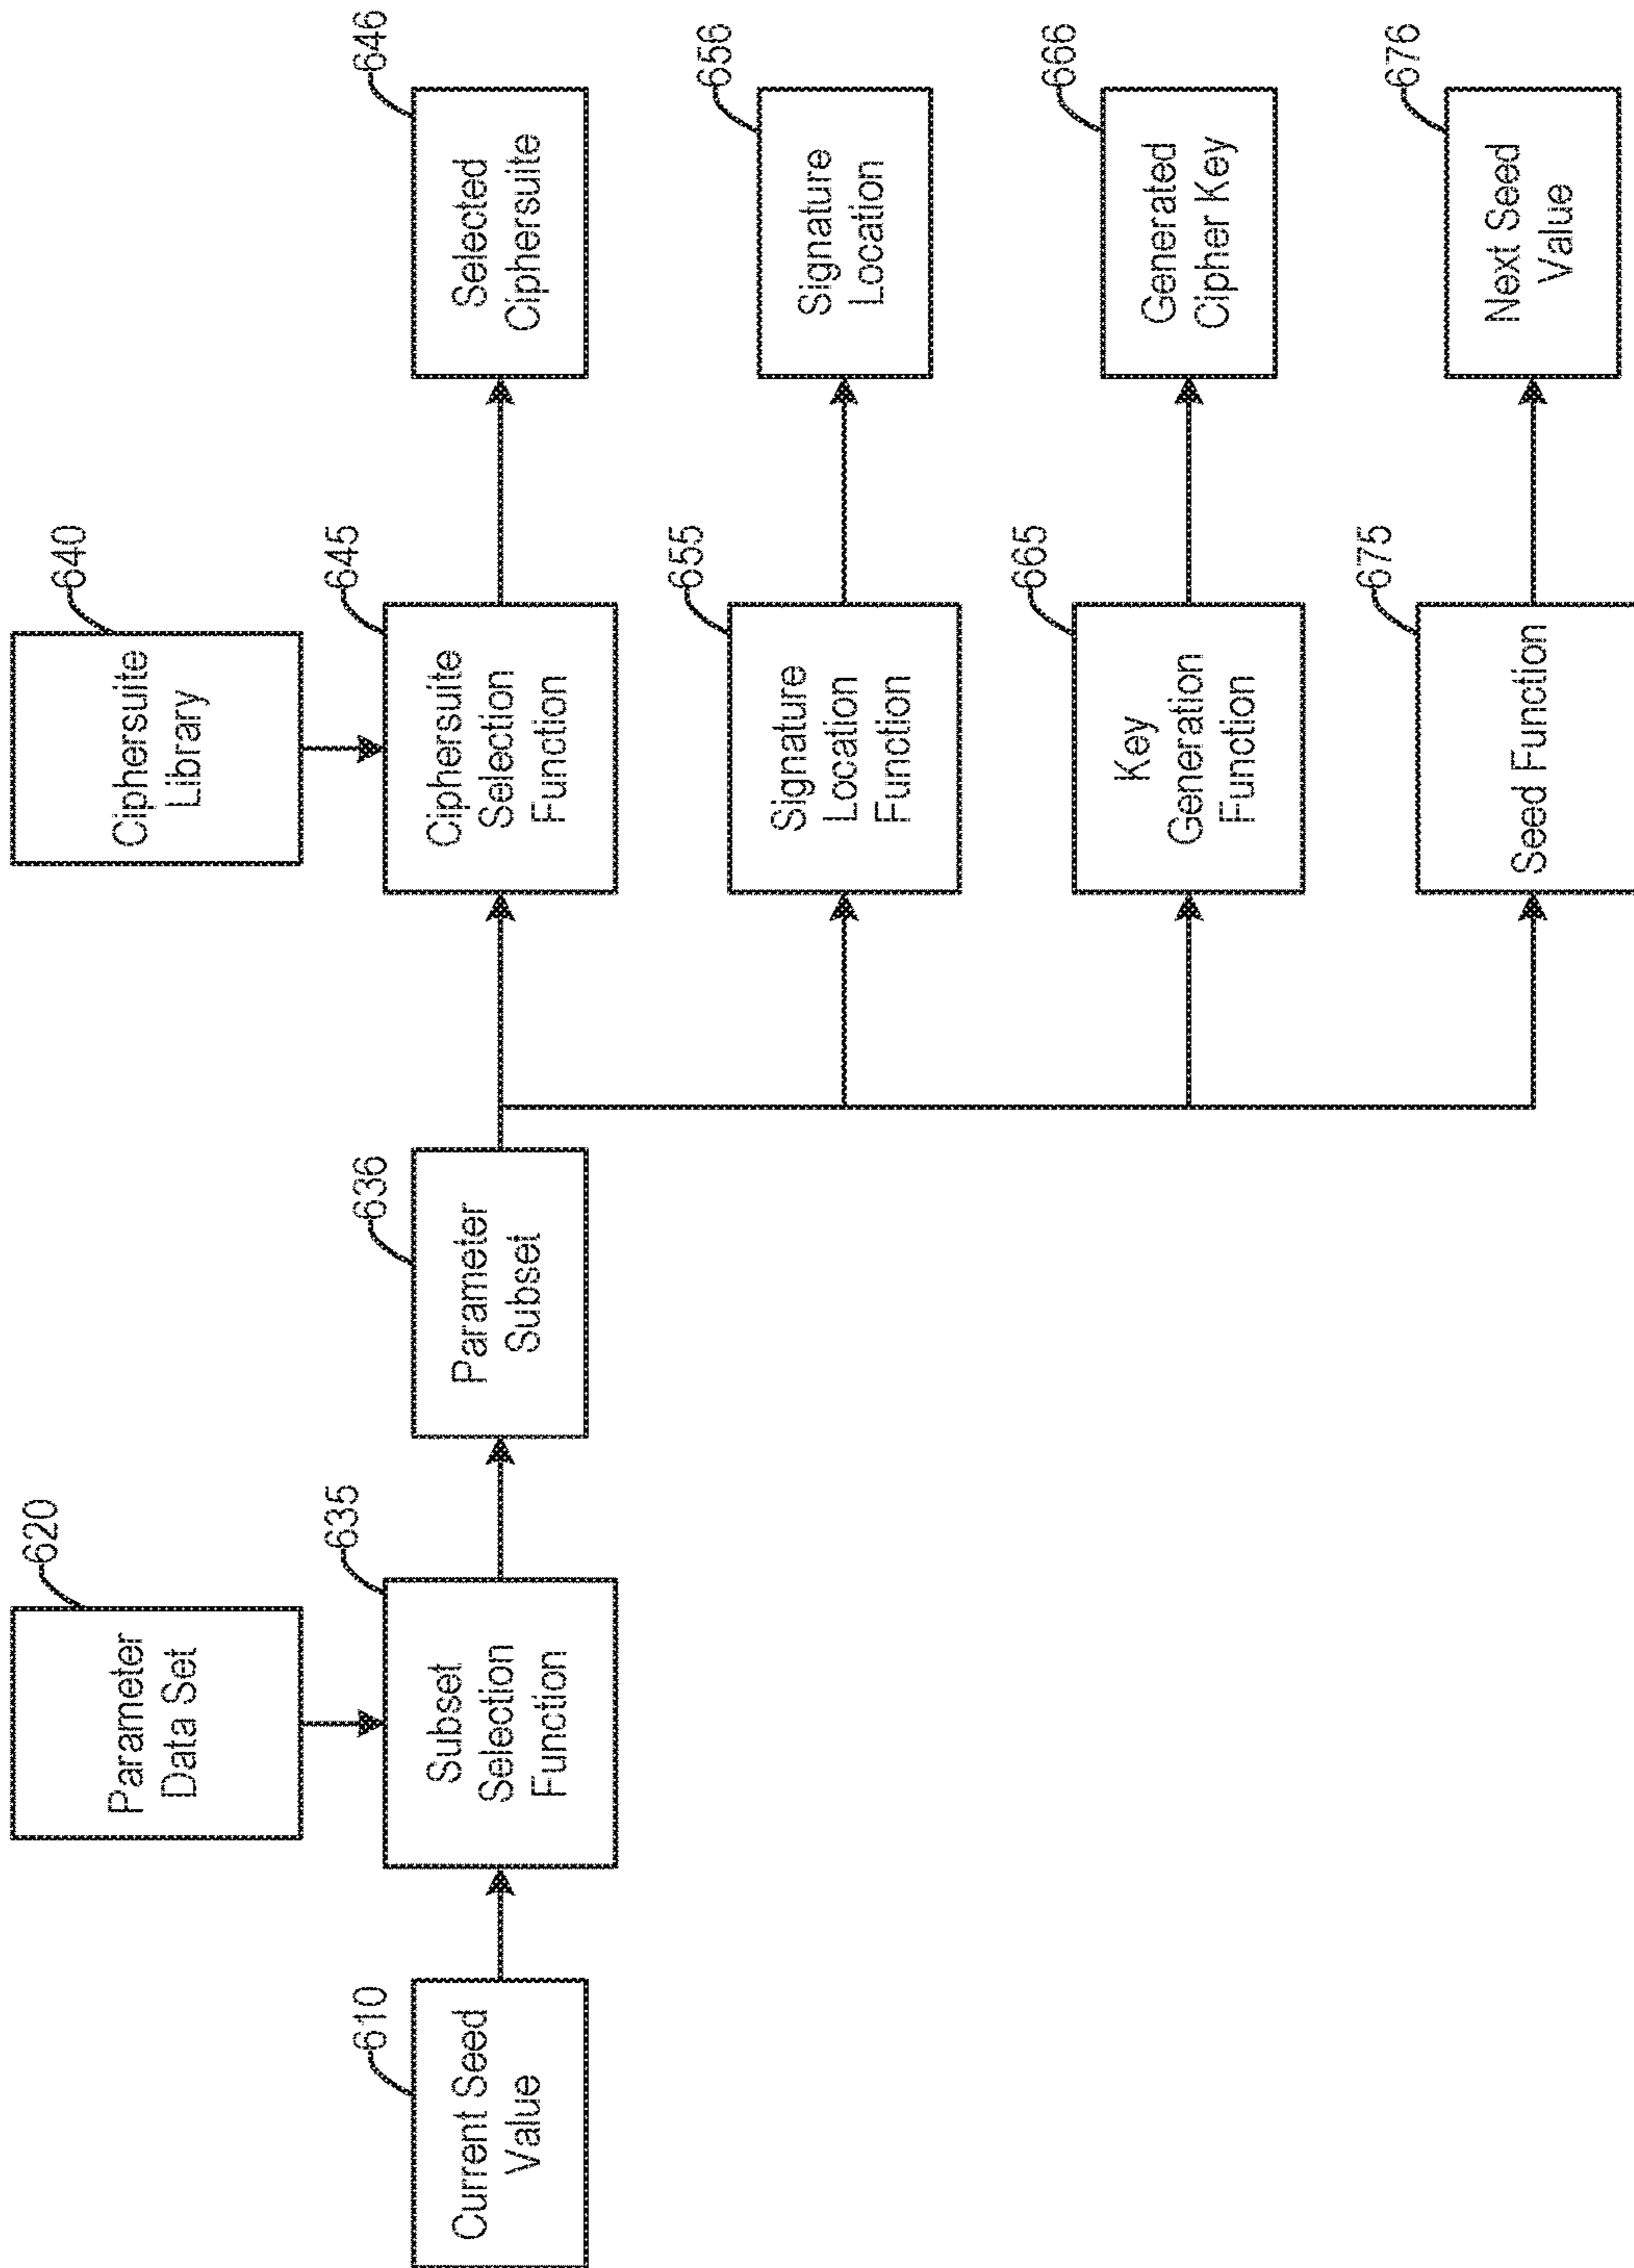 620
Parameter
Data Set
640
Ciphersuite
Library
610
Current Seed
Value
635
Subset
Selection
Function
636
Parameter
Subset
645
Ciphersuite
Selection
Function
646
Selected
Ciphersuite
655
Signature
Location
Function
656
Signature
Location
665
Key
Generation
Function
666
Generated
Cipher Key
675
Seed Function
676
Next Seed
Value